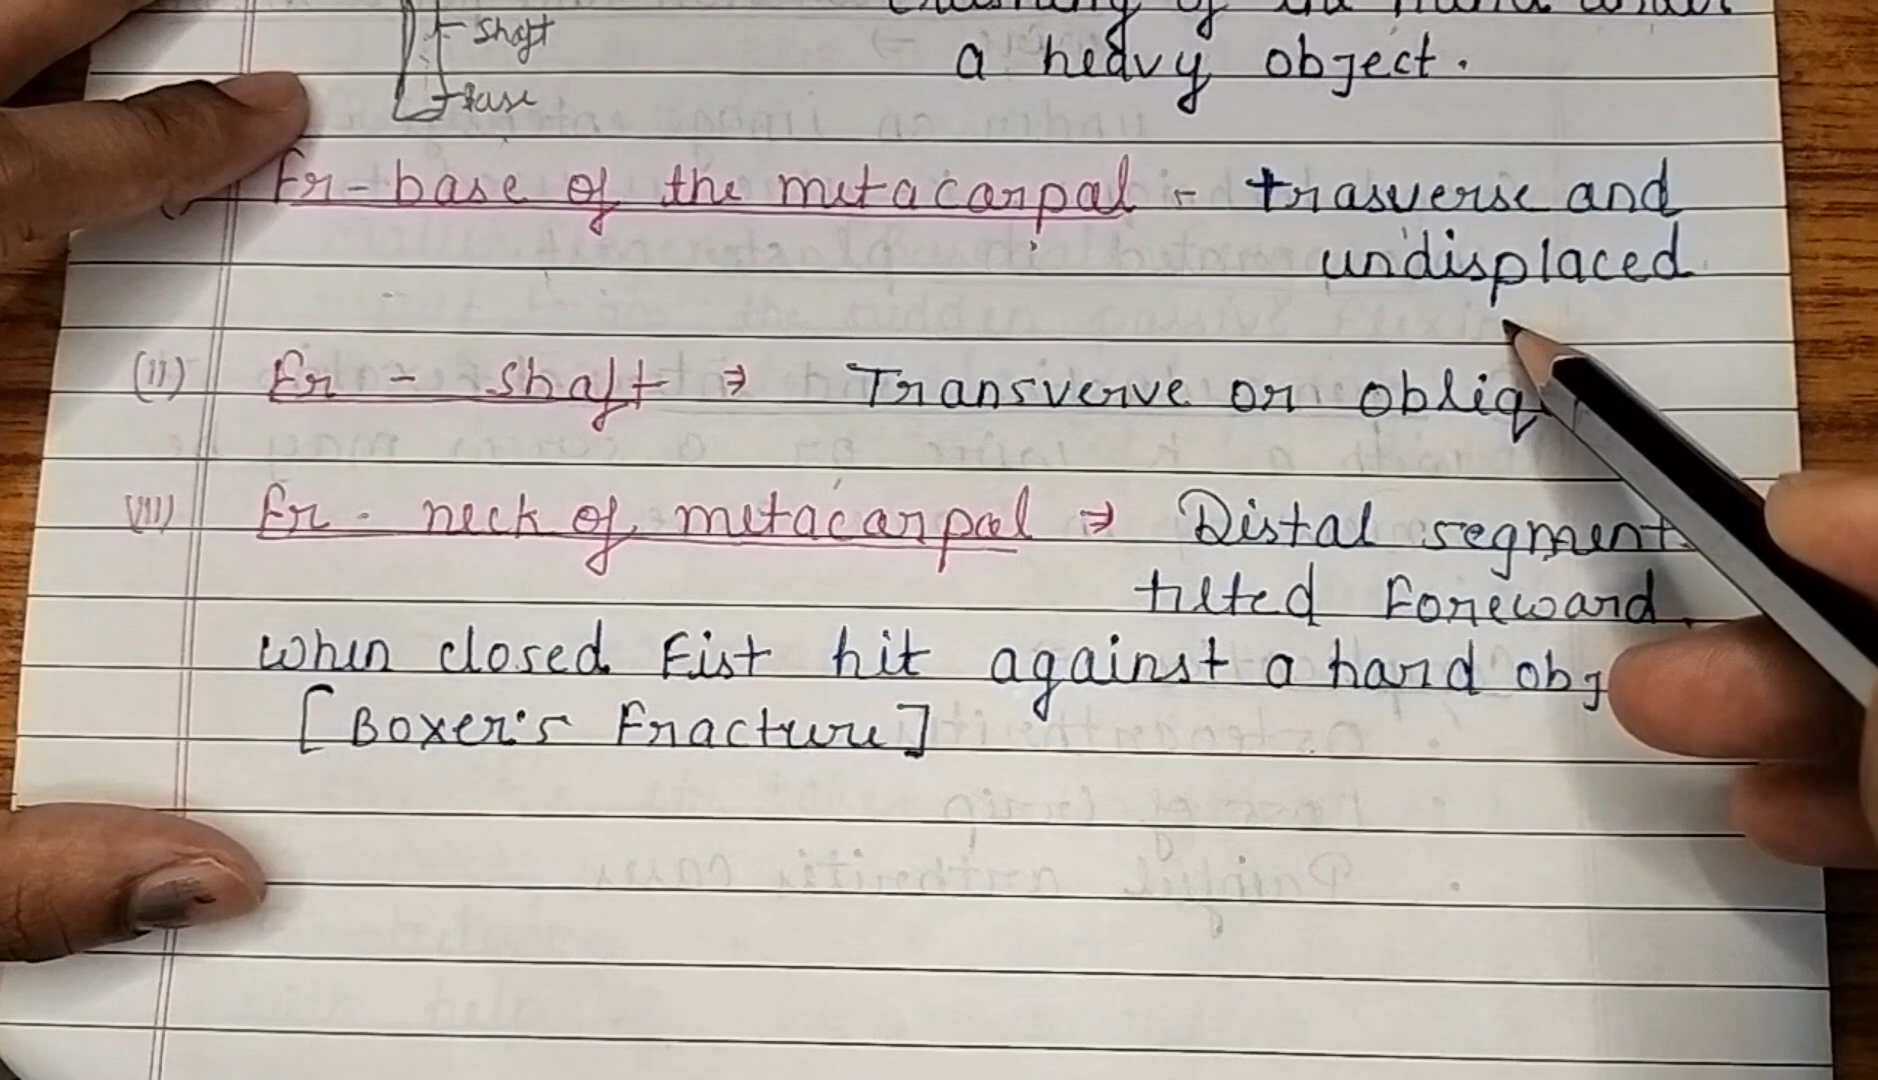 Shaft
a heavy object.
Base
Fr - base of the metacarpal - trasverse and
undisplaced
(ii) Fr - shaft ⇒ Transverve or obliq
(iii) Fr - neck of metacarpal ⇒ Distal segment
tilted Foreward.
when closed Fist hit against a hard obj
[Boxer's Fracture]